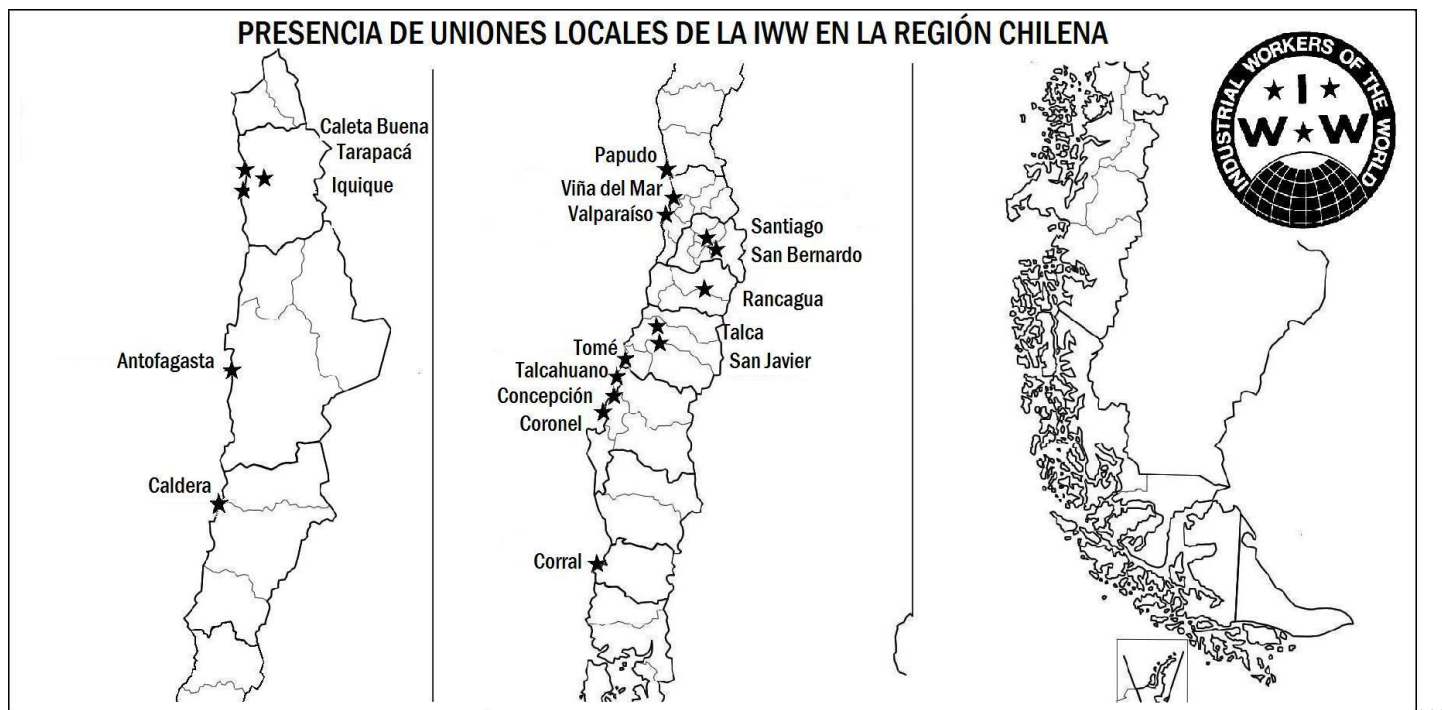 PRESENCIA DE UNIONES LOCALES DE LA IWW EN LA REGIÓN CHILENA
Caleta Buena
Tarapacá
Iquique
Antofagasta
Caldera
Papudo
Viña del Mar
Valparaíso
Santiago
San Bernardo
Rancagua
Talca
San Javier
Tomé
Talcahuano
Concepción
Coronel
Corral
INDUSTRIAL WORKERS OF THE WORLD
I
W W